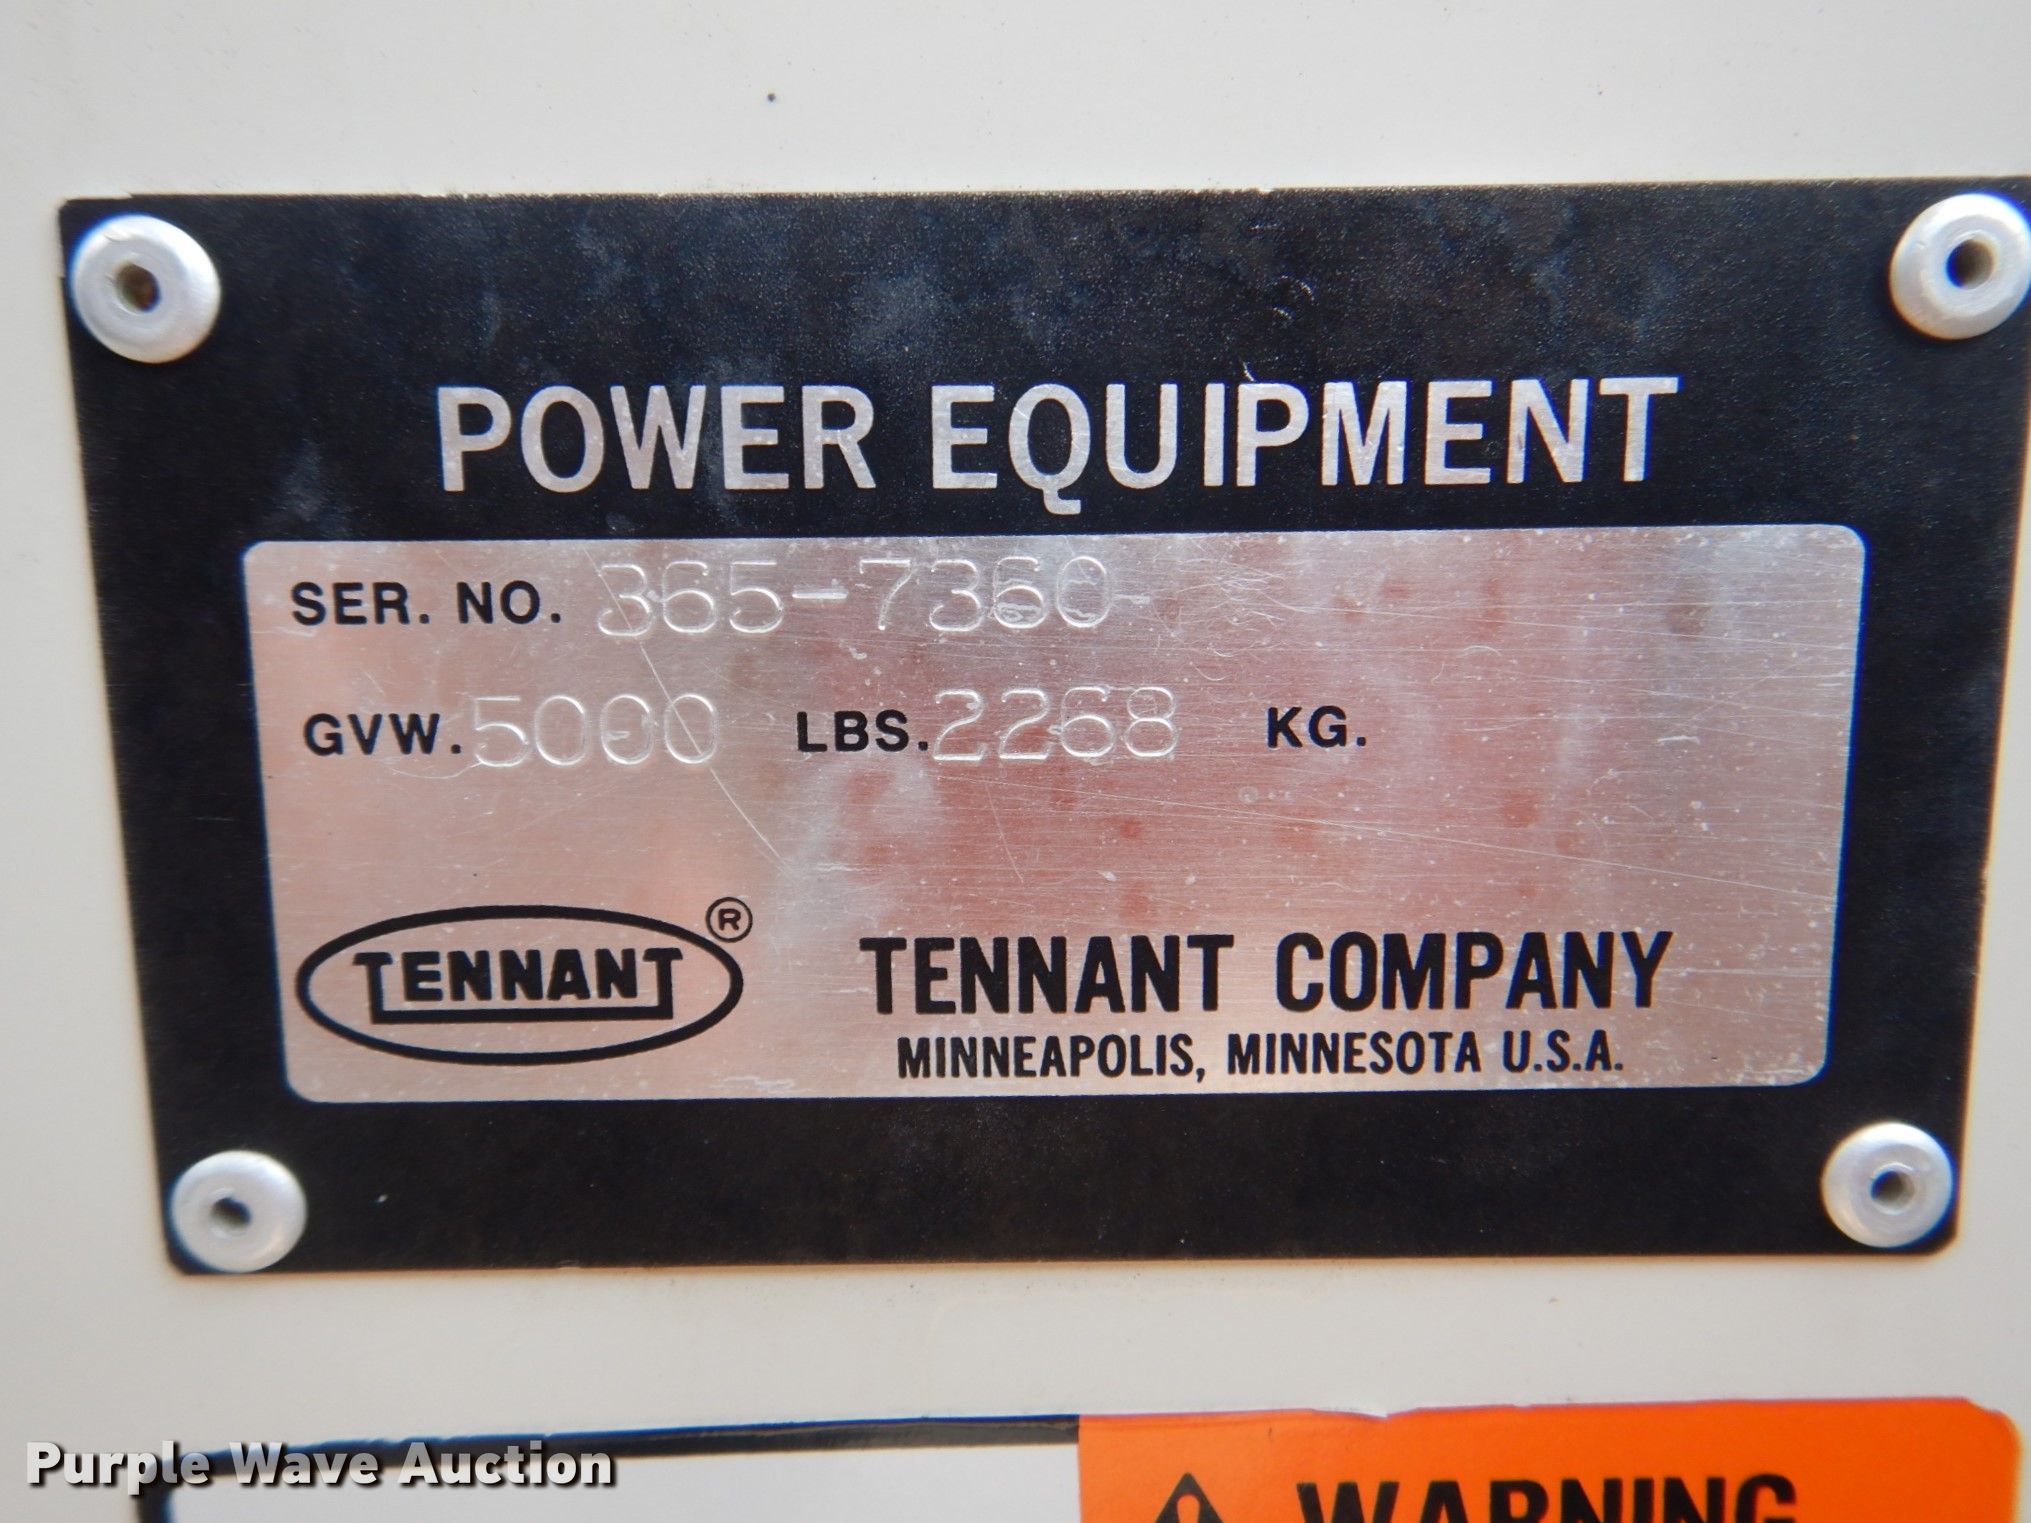 POWER EQUIPMENT
SER. NO. 365-7360
GVW. 5000 LBS. 2268 KG.
TENNANT ®
TENNANT COMPANY
MINNEAPOLIS, MINNESOTA U.S.A.
WARNING
Purple Wave Auction